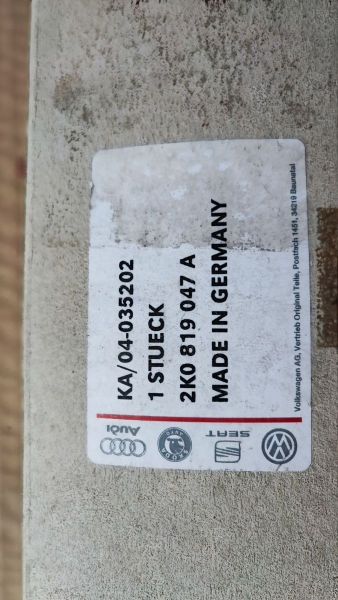 KA/04-035202
1 STUECK
2K0 819 047 A
MADE IN GERMANY
Volkswagen AG, Vertrieb Original Teile, Postfach 1451, 34219 Baunatal
Audi
SKODA
SEAT